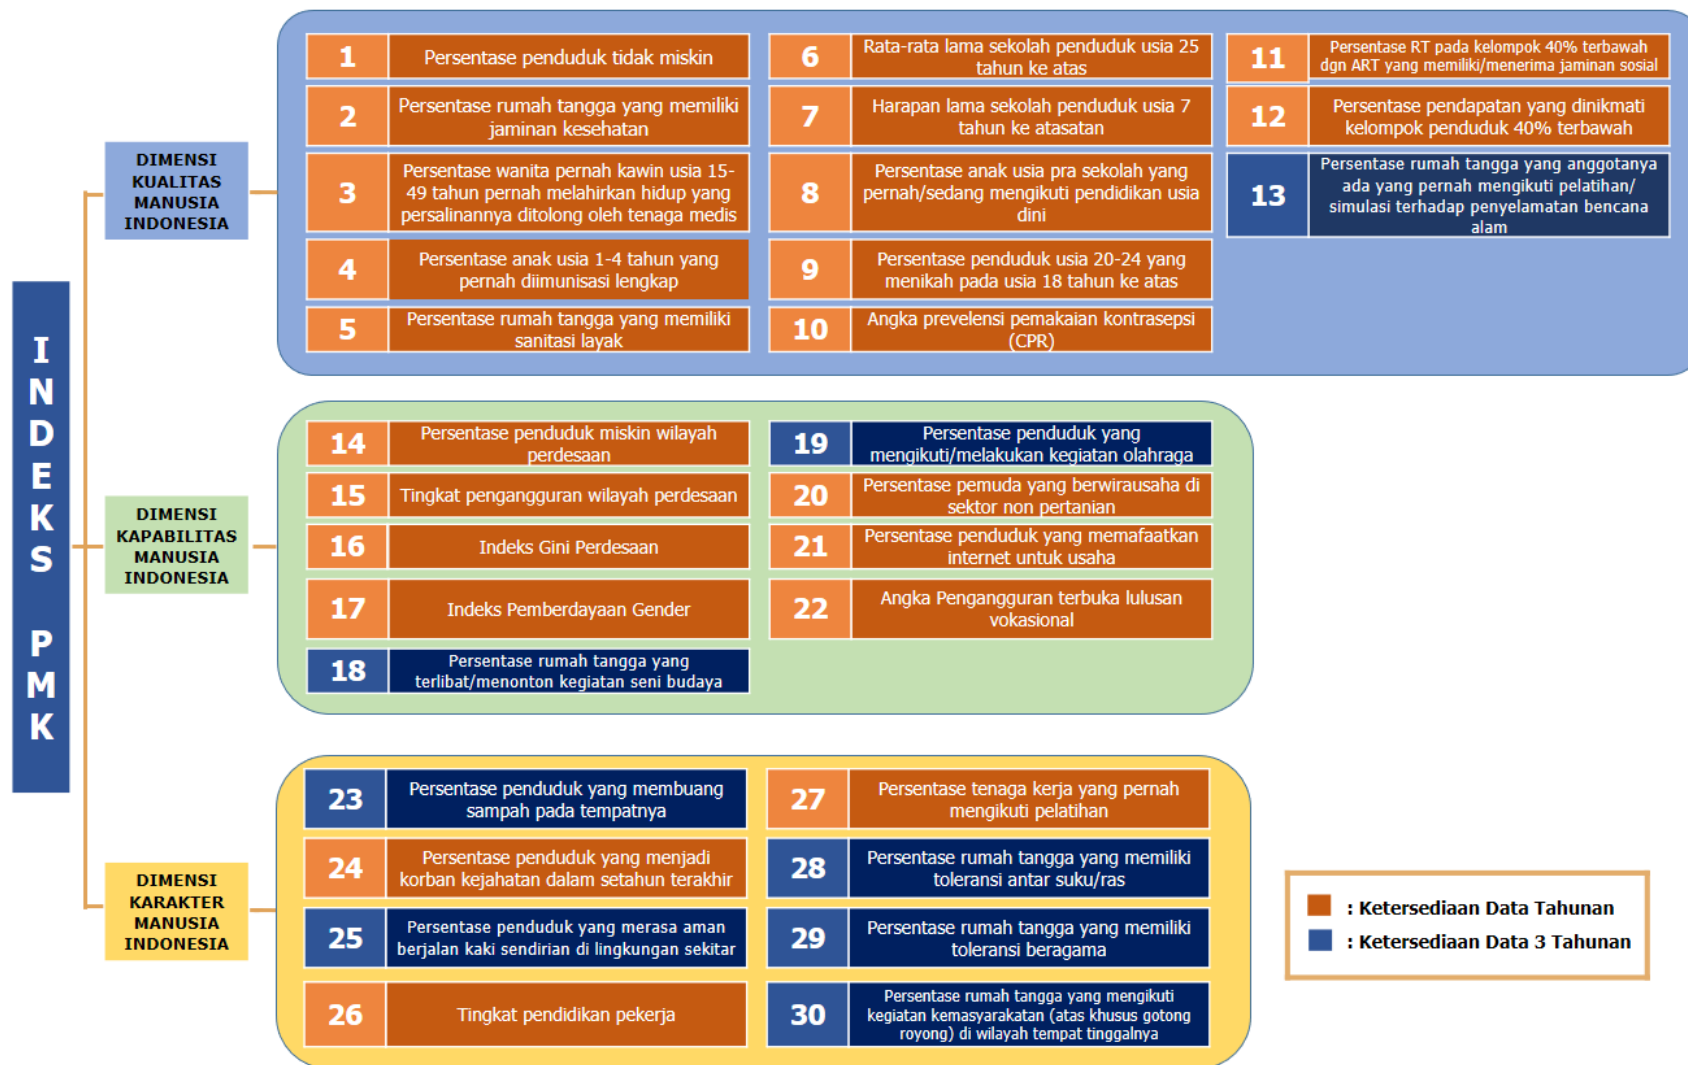 INDEKS PMK
DIMENSI
KUALITAS
MANUSIA
INDONESIA
1
Persentase penduduk tidak miskin
2
Persentase rumah tangga yang memiliki
jaminan kesehatan
3
Persentase wanita pernah kawin usia 15-
49 tahun pernah melahirkan hidup yang
persalinannya ditolong oleh tenaga medis
4
Persentase anak usia 1-4 tahun yang
pernah diimunisasi lengkap
5
Persentase rumah tangga yang memiliki
sanitasi layak
6
Rata-rata lama sekolah penduduk usia 25
tahun ke atas
7
Harapan lama sekolah penduduk usia 7
tahun ke atasatan
8
Persentase anak usia pra sekolah yang
pernah/sedang mengikuti pendidikan usia
dini
9
Persentase penduduk usia 20-24 yang
menikah pada usia 18 tahun ke atas
10
Angka prevelensi pemakaian kontrasepsi
(CPR)
11
Persentase RT pada kelompok 40% terbawah
dgn ART yang memiliki/menerima jaminan sosial
12
Persentase pendapatan yang dinikmati
kelompok penduduk 40% terbawah
13
Persentase rumah tangga yang anggotanya
ada yang pernah mengikuti pelatihan/
simulasi terhadap penyelamatan bencana
alam
DIMENSI
KAPABILITAS
MANUSIA
INDONESIA
14
Persentase penduduk miskin wilayah
perdesaan
15
Tingkat pengangguran wilayah perdesaan
16
Indeks Gini Perdesaan
17
Indeks Pemberdayaan Gender
18
Persentase rumah tangga yang
terlibat/menonton kegiatan seni budaya
19
Persentase penduduk yang
mengikuti/melakukan kegiatan olahraga
20
Persentase pemuda yang berwirausaha di
sektor non pertanian
21
Persentase penduduk yang memafaatkan
internet untuk usaha
22
Angka Pengangguran terbuka lulusan
vokasional
DIMENSI
KARAKTER
MANUSIA
INDONESIA
23
Persentase penduduk yang membuang
sampah pada tempatnya
24
Persentase penduduk yang menjadi
korban kejahatan dalam setahun terakhir
25
Persentase penduduk yang merasa aman
berjalan kaki sendirian di lingkungan sekitar
26
Tingkat pendidikan pekerja
27
Persentase tenaga kerja yang pernah
mengikuti pelatihan
28
Persentase rumah tangga yang memiliki
toleransi antar suku/ras
29
Persentase rumah tangga yang memiliki
toleransi beragama
30
Persentase rumah tangga yang mengikuti
kegiatan kemasyarakatan (atas khusus gotong
royong) di wilayah tempat tinggalnya
: Ketersediaan Data Tahunan
: Ketersediaan Data 3 Tahunan